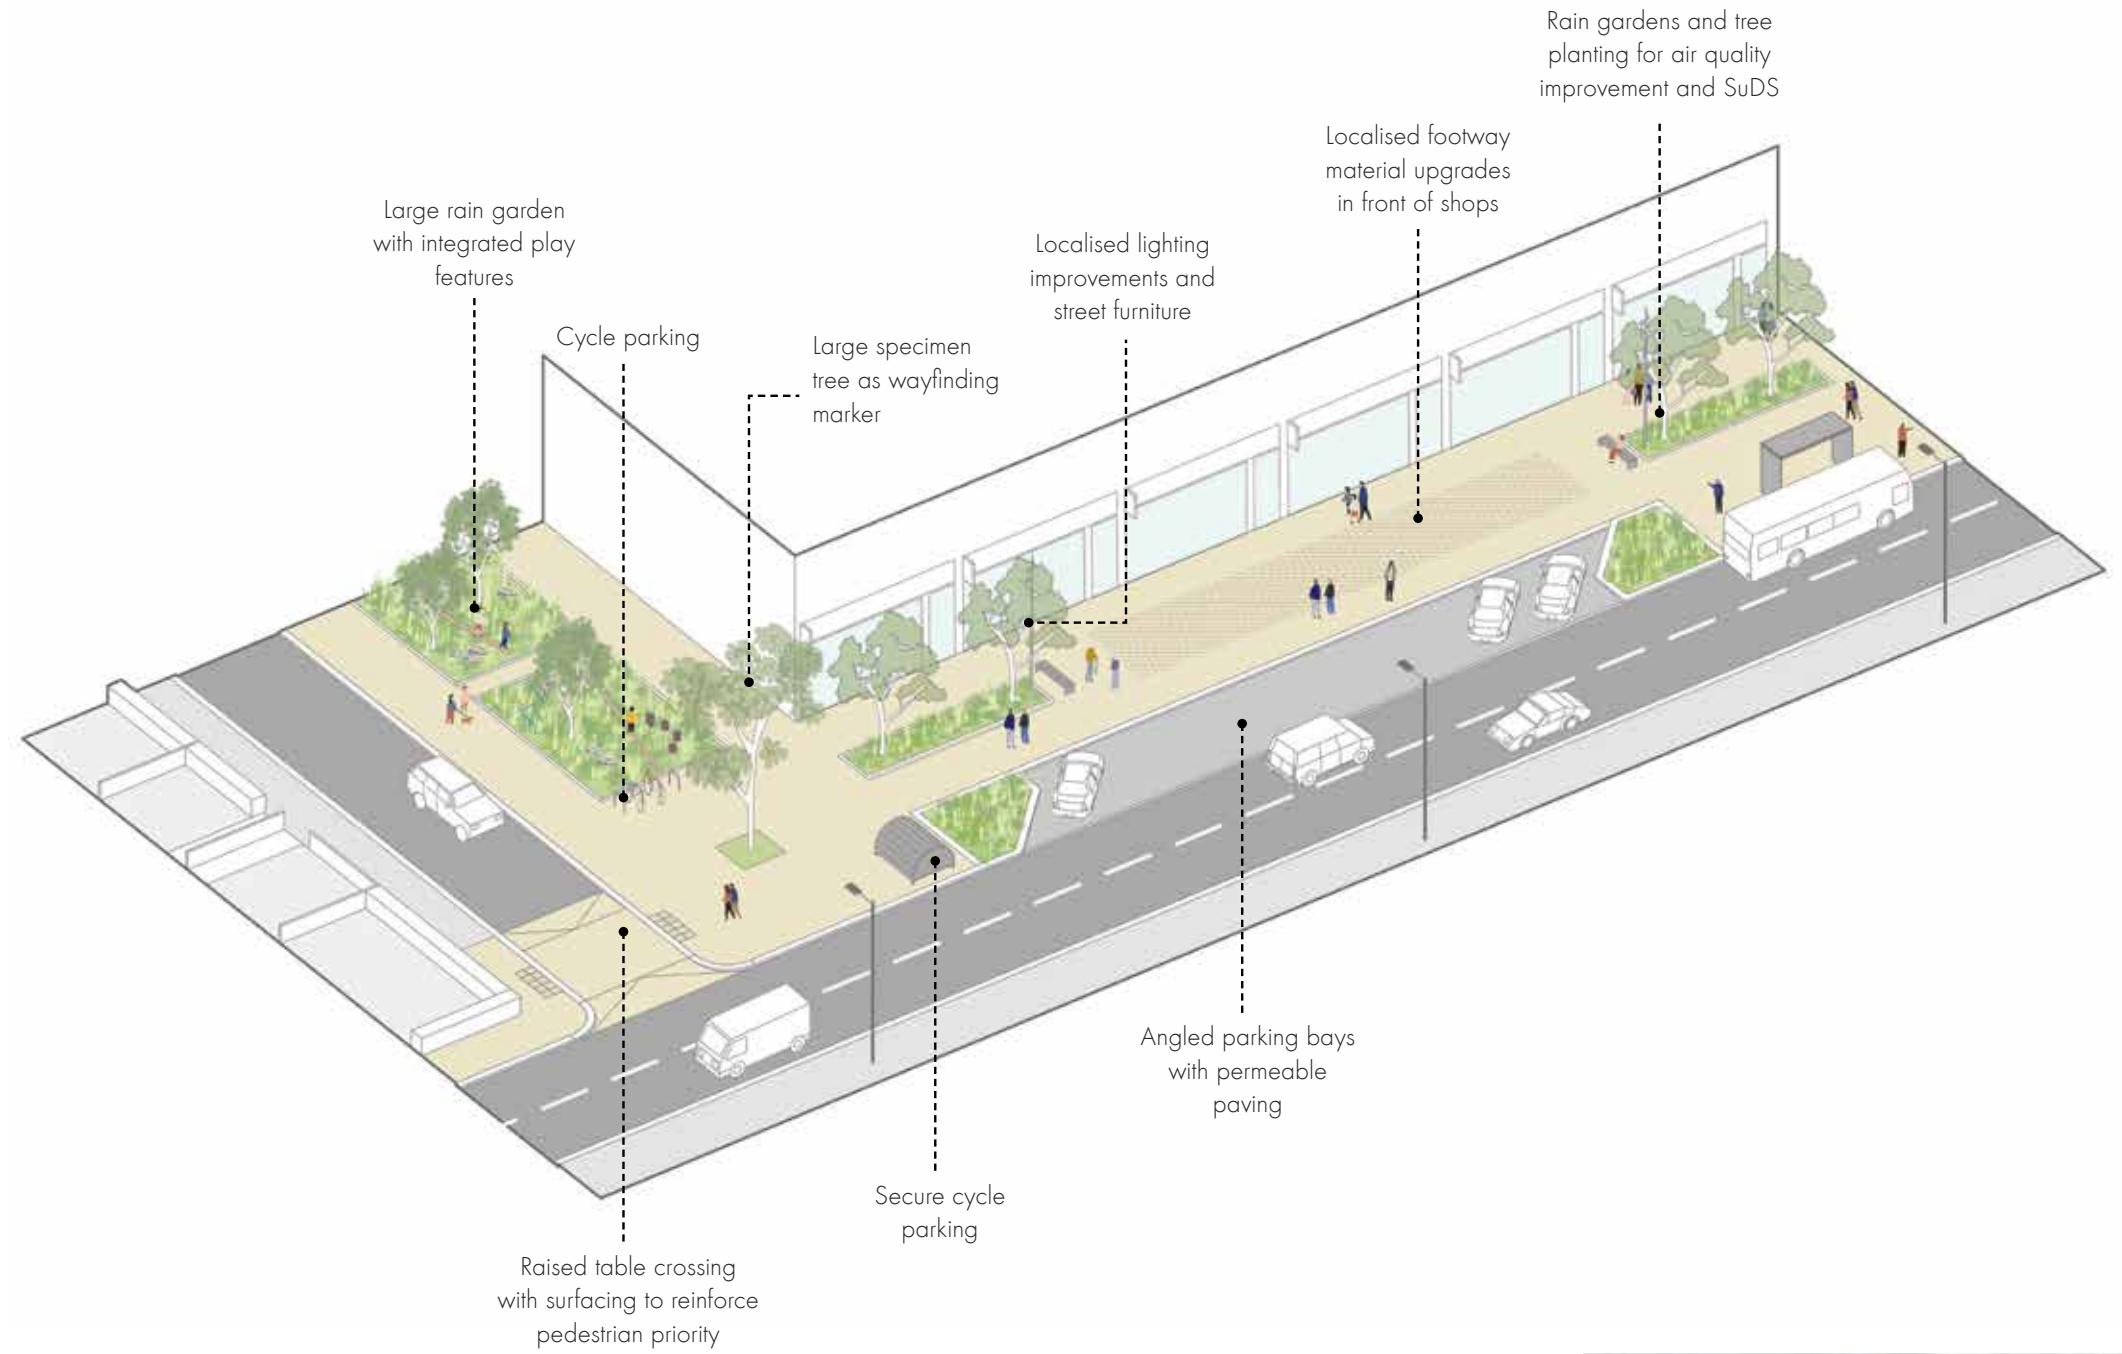 Rain gardens and tree
planting for air quality
improvement and SuDS
Localised footway
material upgrades
in front of shops
Large rain garden
with integrated play
features
Localised lighting
improvements and
street furniture
Cycle parking
Large specimen
tree as wayfinding
marker
Angled parking bays
with permeable
paving
Secure cycle
parking
Raised table crossing
with surfacing to reinforce
pedestrian priority